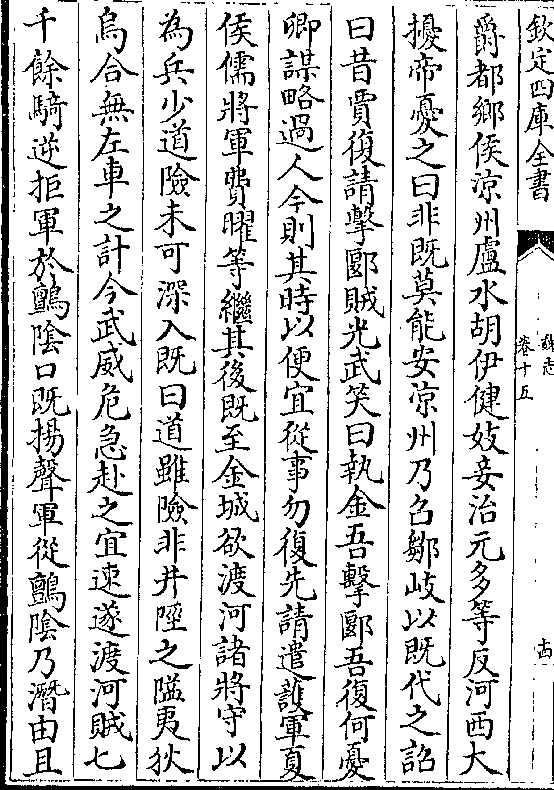 欽定四庫全書
魏志
卷十五
十四
爵都鄉侯涼州盧水胡伊健妓妾治元多等反河西大
擾帝憂之曰非既莫能安涼州乃召鄒岐以既代之詔
曰昔賈復請擊郾賊光武笑曰執金吾擊郾吾復何憂
卿謀略過人今則其時以便宜從事勿復先請遣護軍夏
侯儒將軍費曜等繼其後既至金城欲渡河諸將守以
為兵少道險未可深入既曰道雖險非井陘之隘夷狄
烏合無左車之計今武威危急赴之宜速遂渡河賊七
千餘騎逆拒軍於鸇陰口既揚聲軍從鸇陰乃潛由且